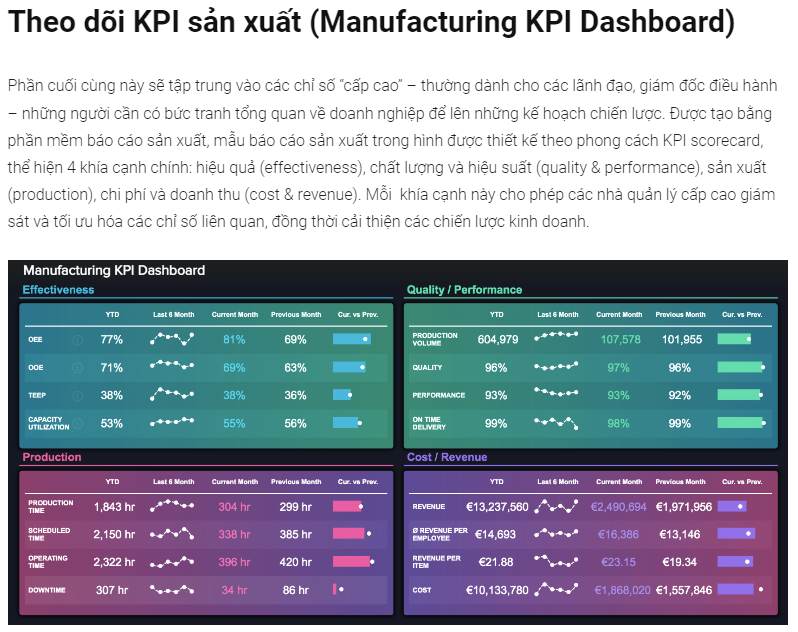 Theo dõi KPI sản xuất (Manufacturing KPI Dashboard)
Phần cuối cùng này sẽ tập trung vào các chỉ số “cấp cao” – thường dành cho các lãnh đạo, giám đốc điều hành
– những người cần có bức tranh tổng quan về doanh nghiệp để lên những kế hoạch chiến lược. Được tạo bằng
phần mềm báo cáo sản xuất, mẫu báo cáo sản xuất trong hình được thiết kế theo phong cách KPI scorecard,
thể hiện 4 khía cạnh chính: hiệu quả (effectiveness), chất lượng và hiệu suất (quality & performance), sản xuất
(production), chi phí và doanh thu (cost & revenue). Mỗi khía cạnh này cho phép các nhà quản lý cấp cao giám
sát và tối ưu hóa các chỉ số liên quan, đồng thời cải thiện các chiến lược kinh doanh.
Manufacturing KPI Dashboard
Effectiveness
YTD Last 6 Month Current Month Previous Month Cur. vs Prev.
OEE 77% 81% 69%
DOE 71% 69% 63%
TEEP 38% 38% 36%
CAPACITY
UTILIZATION 53% 55% 56%
Quality / Performance
YTD Last 6 Month Current Month Previous Month Cur. vs Prev.
PRODUCTION
VOLUME 604,979 107,578 101,955
QUALITY 96% 97% 96%
PERFORMANCE 93% 93% 92%
ON TIME
DELIVERY 99% 98% 99%
Production
YTD Last 6 Month Current Month Previous Month Cur. vs Prev.
PRODUCTION
TIME 1,843 hr 304 hr 299 hr
SCHEDULED
TIME 2,150 hr 338 hr 385 hr
OPERATING
TIME 2,322 hr 396 hr 420 hr
DOWNTIME 307 hr 34 hr 86 hr
Cost / Revenue
YTD Last 6 Month Current Month Previous Month Cur. vs Prev.
REVENUE €13,237,560 €2,490,694 €1,971,956
Ø REVENUE PER
EMPLOYEE €14,693 €16,386 €13,146
REVENUE PER
ITEM €21.88 €23.15 €19.34
COST €10,133,780 €1,868,020 €1,557,846